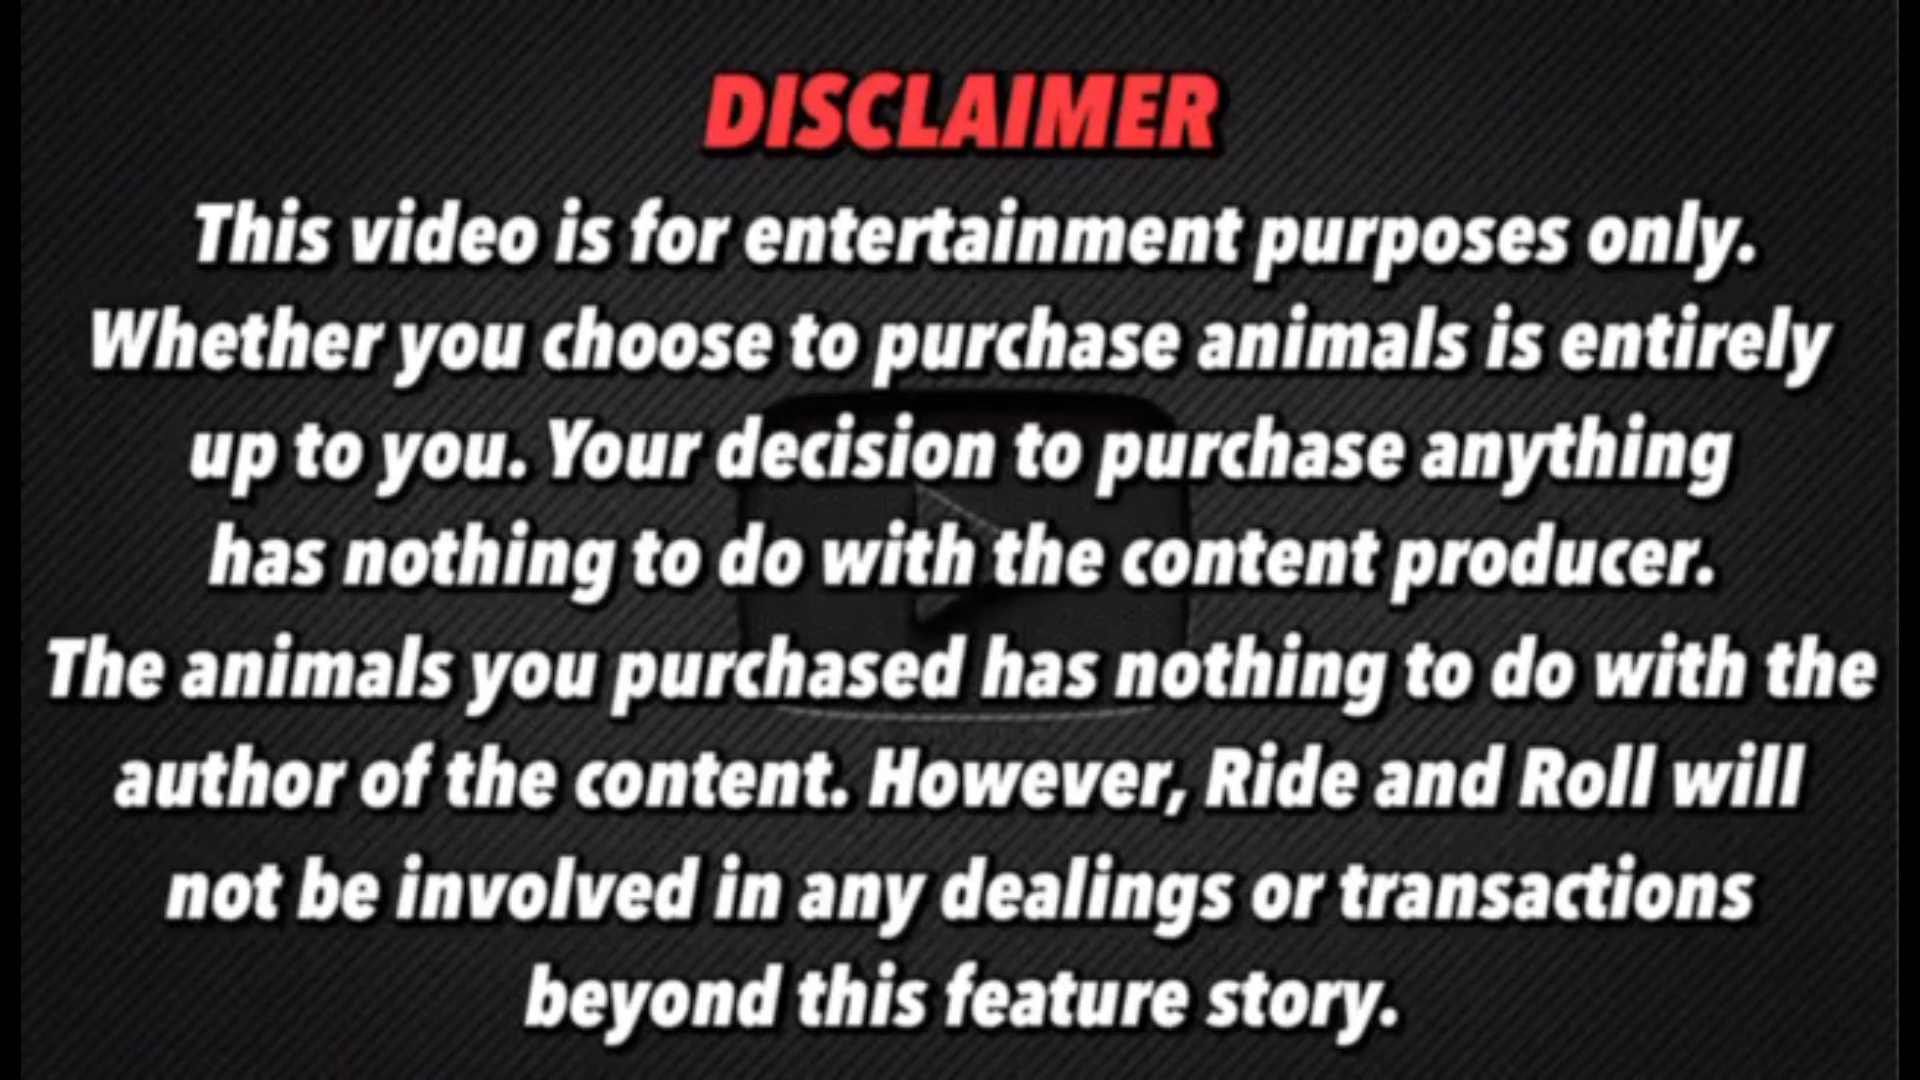 DISCLAIMER
This video is for entertainment purposes only.
Whether you choose to purchase animals is entirely
up to you. Your decision to purchase anything
has nothing to do with the content producer.
The animals you purchased has nothing to do with the
author of the content. However, Ride and Roll will
not be involved in any dealings or transactions
beyond this feature story.